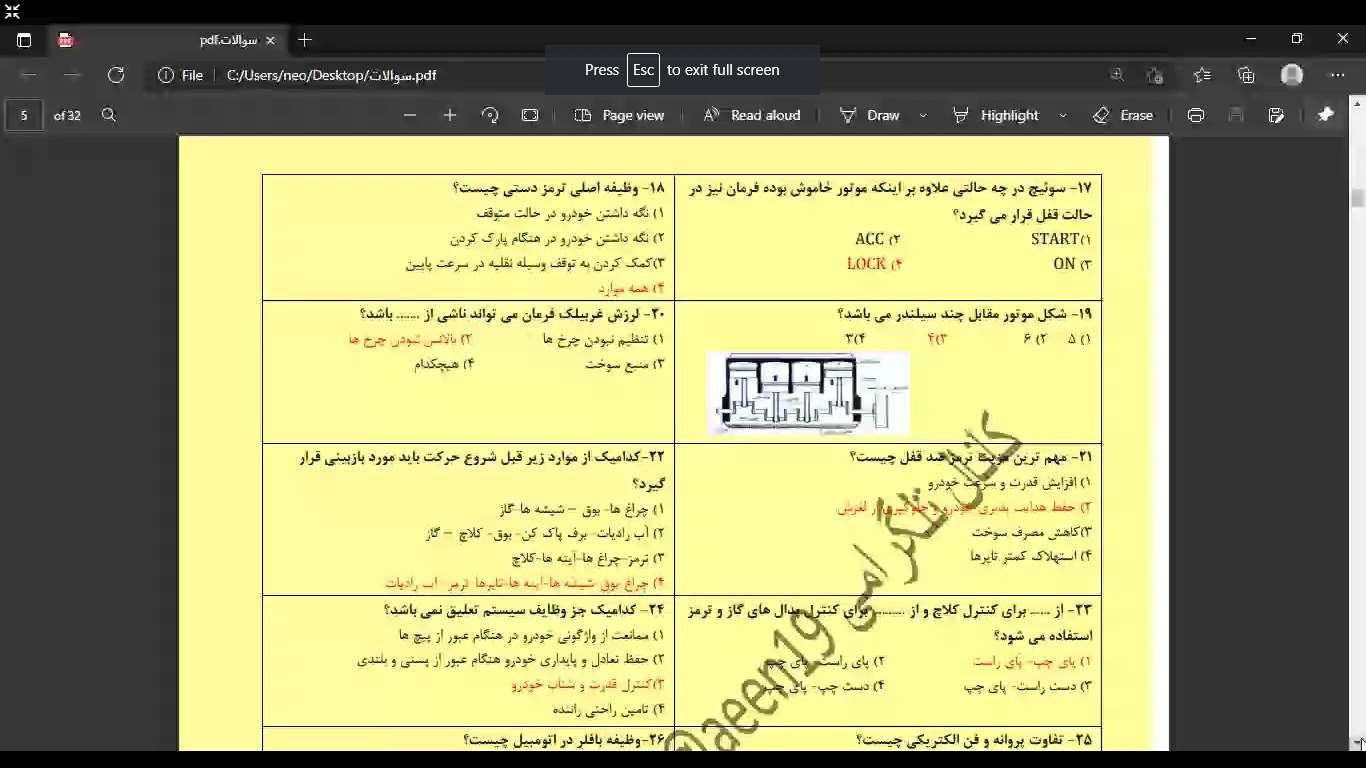 سوالات.pdf
Press Esc to exit full screen
File C:/Users/neo/Desktop/سوالات.pdf
5 of 32 Page view Read aloud Draw Highlight Erase
۱۷- سوئیچ در چه حالتی علاوه بر اینکه موتور خاموش بوده فرمان نیز در
حالت قفل قرار می گیرد؟
۱)START ۲) ACC
۳) ON ۴) LOCK
۱۸- وظیفه اصلی ترمز دستی چیست؟
۱) نگه داشتن خودرو در حالت متوقف
۲) نگه داشتن خودرو در هنگام پارک کردن
۳)کمک کردن به توقف وسیله نقلیه در سرعت پایین
۴) همه موارد
۱۹- شکل موتور مقابل چند سیلندر می باشد؟
۱) ۵ ۲) ۶ ۳)۴ ۴)۳
۲۰- لرزش غربیلک فرمان می تواند ناشی از ....... باشد؟
۱) تنظیم نبودن چرخ ها ۲) بالانس نبودن چرخ ها
۳) منبع سوخت ۴) هیچکدام
۲۱- مهم ترین مزیت ترمز ضد قفل چیست؟
۱) افزایش قدرت و سرعت خودرو
۲) حفظ هدایت پذیری خودرو و جلوگیری از لغزش
۳)کاهش مصرف سوخت
۴) استهلاک کمتر تایرها
۲۲-کدامیک از موارد زیر قبل شروع حرکت باید مورد بازبینی قرار
گیرد؟
۱) چراغ ها- بوق – شیشه ها-گاز
۲) آب رادیات- برف پاک کن- بوق- کلاچ – گاز
۳) ترمز-چراغ ها-آینه ها-کلاچ
۴) چراغ بوق شیشه ها-آینه ها-تایرها ترمز- آب رادیات
۲۳- از ...... برای کنترل کلاچ و از ......... برای کنترل پدال های گاز و ترمز
استفاده می شود؟
۱) پای چپ- پای راست ۲) پای راست- پای چپ
۳) دست راست- پای چپ ۴) دست چپ- پای چپ
۲۴- کدامیک جز وظایف سیستم تعلیق نمی باشد؟
۱) ممانعت از واژگونی خودرو در هنگام عبور از پیچ ها
۲) حفظ تعادل و پایداری خودرو هنگام عبور از پستی و بلندی
۳)کنترل قدرت و شتاب خودرو
۴) تامین راحتی راننده
۲۵- تفاوت پروانه و فن الکتریکی چیست؟
۲۶-وظیفه بافلر در اتومبیل چیست؟
کانال تلگرامی @aeen19